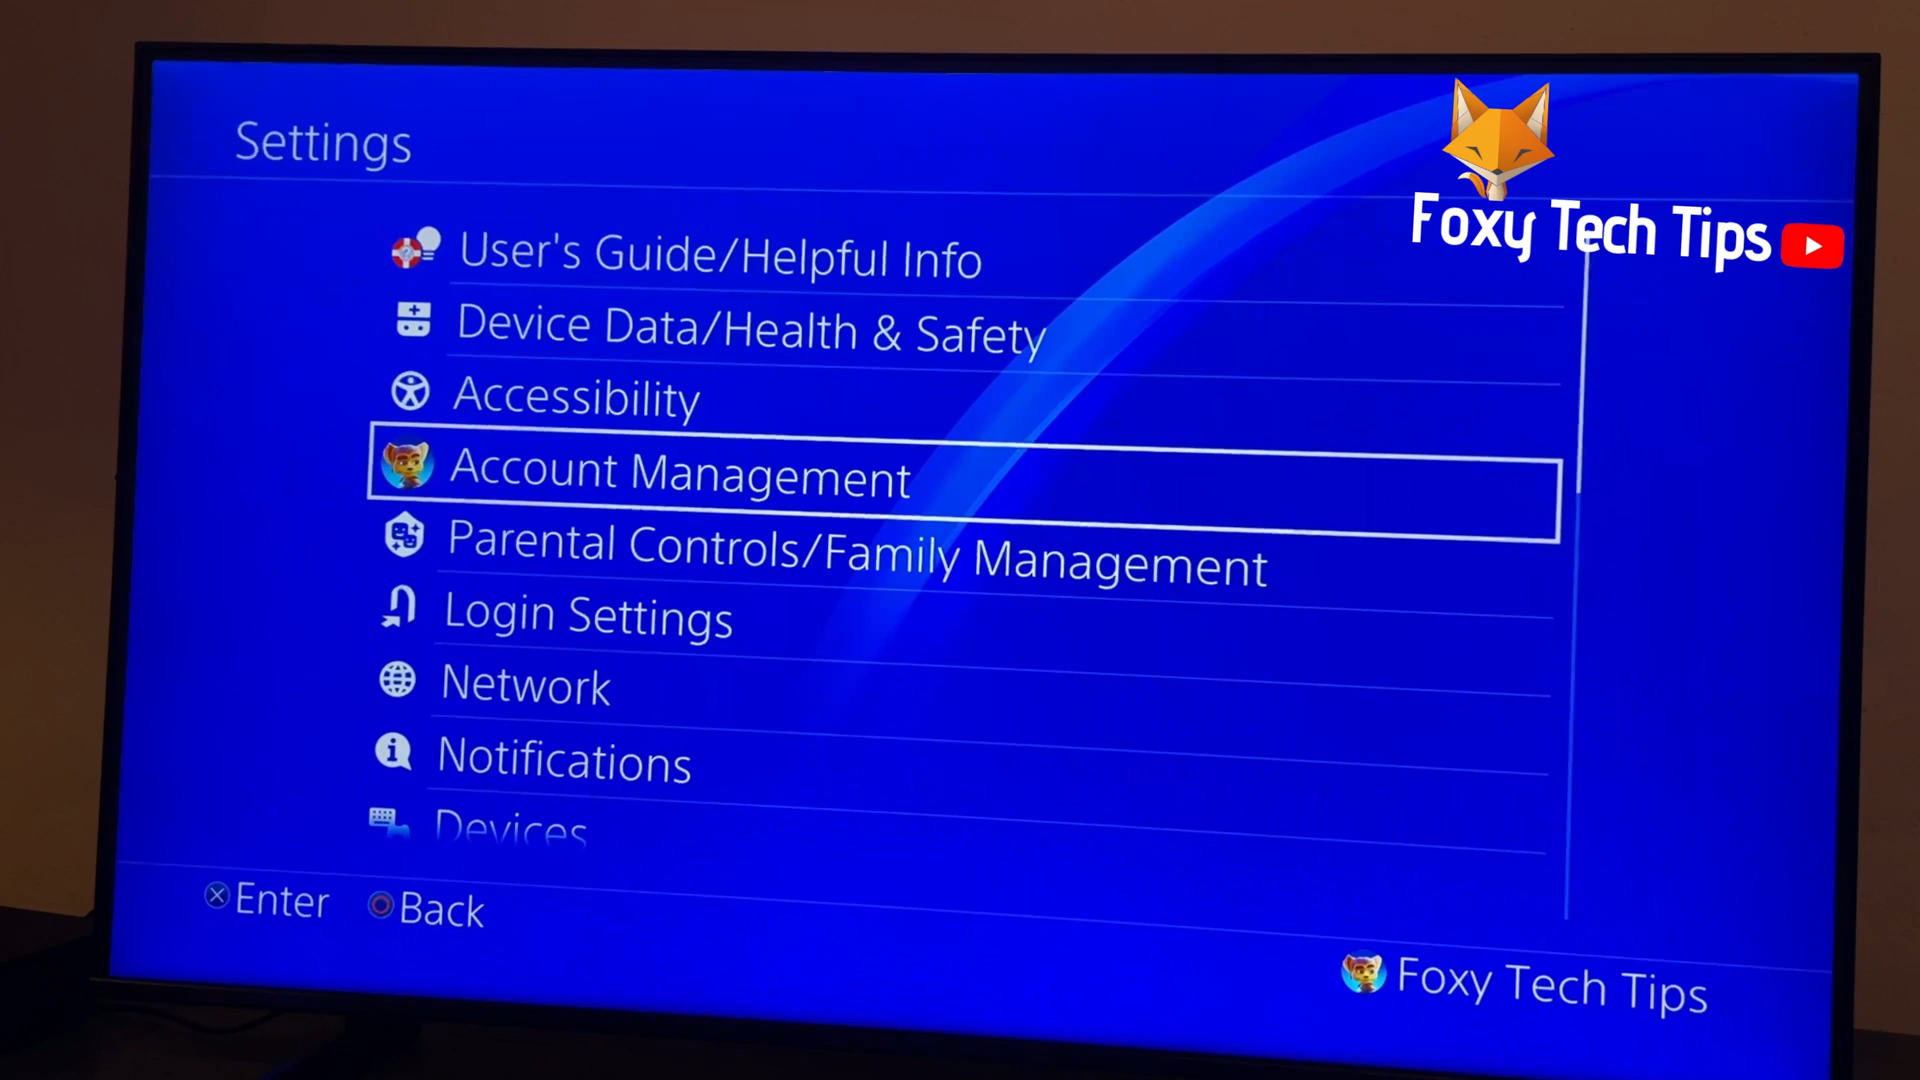 Settings
Foxy Tech Tips
User's Guide/Helpful Info
Device Data/Health & Safety
Accessibility
Account Management
Parental Controls/Family Management
Login Settings
Network
Notifications
Devices
Enter Back
Foxy Tech Tips